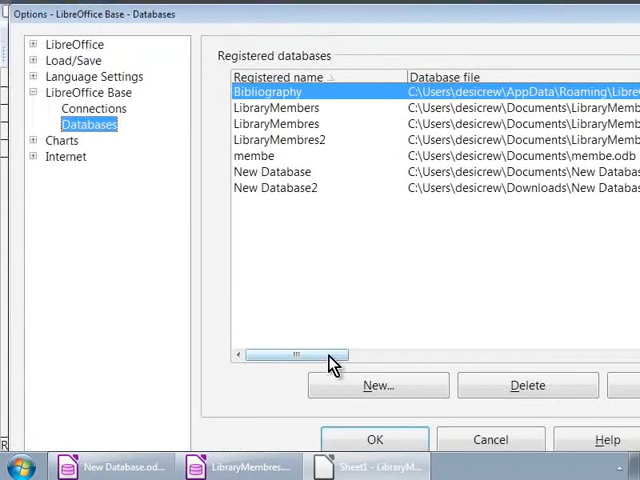 Options - LibreOffice Base - Databases
LibreOffice
Load/Save
Language Settings
LibreOffice Base
Connections
Databases
Charts
Internet
Registered databases
Registered name Database file
Bibliography C:\Users\desicrew\AppData\Roaming\Libre
LibraryMembers C:\Users\desicrew\Documents\LibraryMemb
LibraryMembres C:\Users\desicrew\Documents\LibraryMemb
LibraryMembres2 C:\Users\desicrew\Documents\LibraryMemb
membe C:\Users\desicrew\Documents\membe.odb
New Database C:\Users\desicrew\Documents\New Databas
New Database2 C:\Users\desicrew\Downloads\New Databas
New... Delete
OK Cancel Help
New Database.od... LibraryMembres.... Sheet1 - LibraryM...